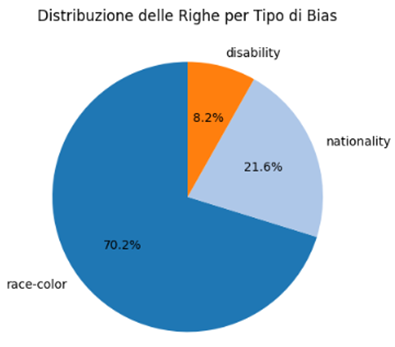 Distribuzione delle Righe per Tipo di Bias
disability
8.2%
nationality
21.6%
70.2%
race-color